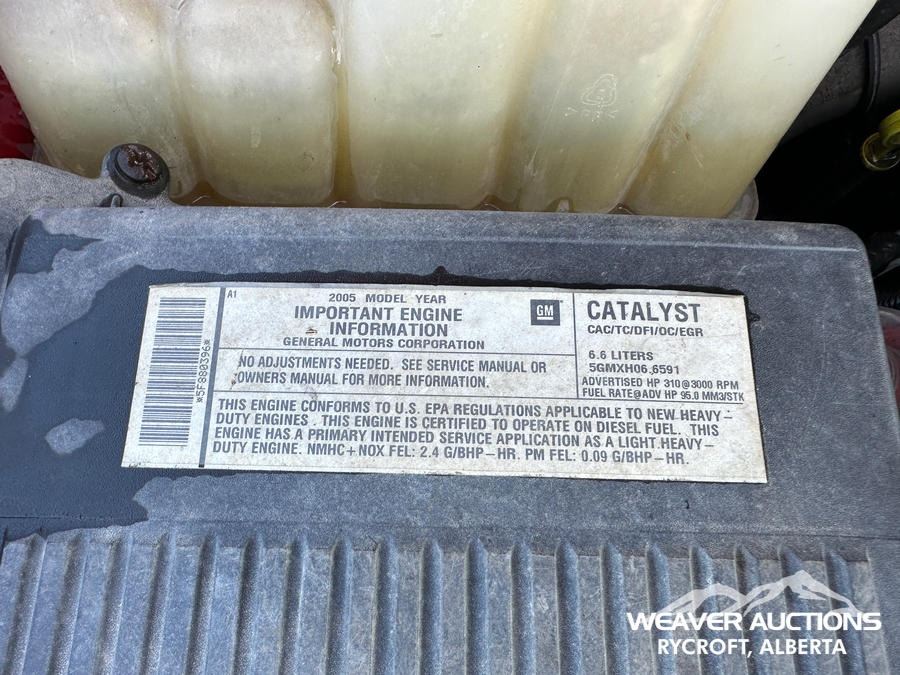 A1
2005 MODEL YEAR
IMPORTANT ENGINE
INFORMATION
GENERAL MOTORS CORPORATION
GM
NO ADJUSTMENTS NEEDED. SEE SERVICE MANUAL OR
OWNERS MANUAL FOR MORE INFORMATION.
CATALYST
CAC/TC/DFI/OC/EGR
6.6 LITERS
5GMXH06.6591
ADVERTISED HP 310@3000 RPM
FUEL RATE@ADV HP 95.0 MM3/STK
THIS ENGINE CONFORMS TO U.S. EPA REGULATIONS APPLICABLE TO NEW HEAVY-
DUTY ENGINES. THIS ENGINE IS CERTIFIED TO OPERATE ON DIESEL FUEL. THIS
ENGINE HAS A PRIMARY INTENDED SERVICE APPLICATION AS A LIGHT HEAVY-
DUTY ENGINE. NMHC+NOX FEL: 2.4 G/BHP-HR. PM FEL: 0.09 G/BHP-HR.
*5F880396*
WEAVER AUCTIONS
RYCROFT, ALBERTA